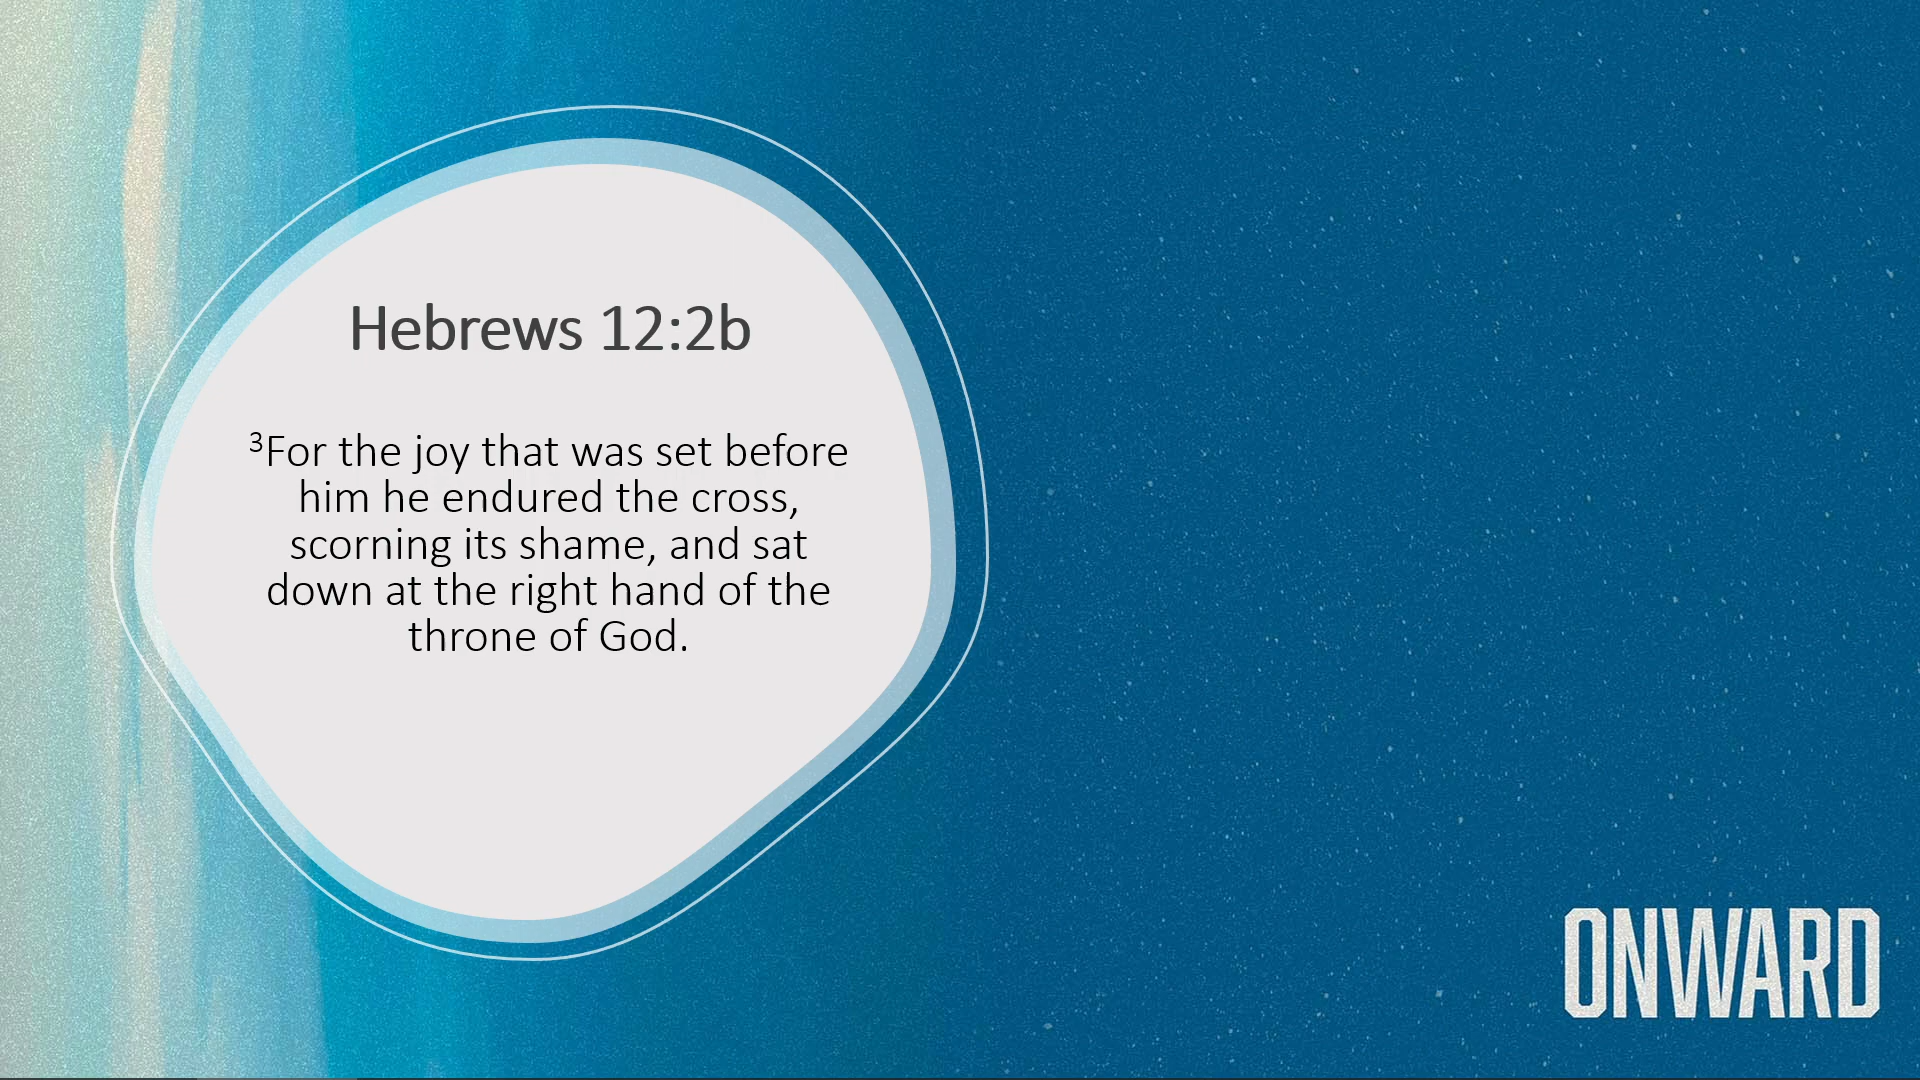 Hebrews 12:2b
³For the joy that was set before
him he endured the cross,
scorning its shame, and sat
down at the right hand of the
throne of God.
ONWARD